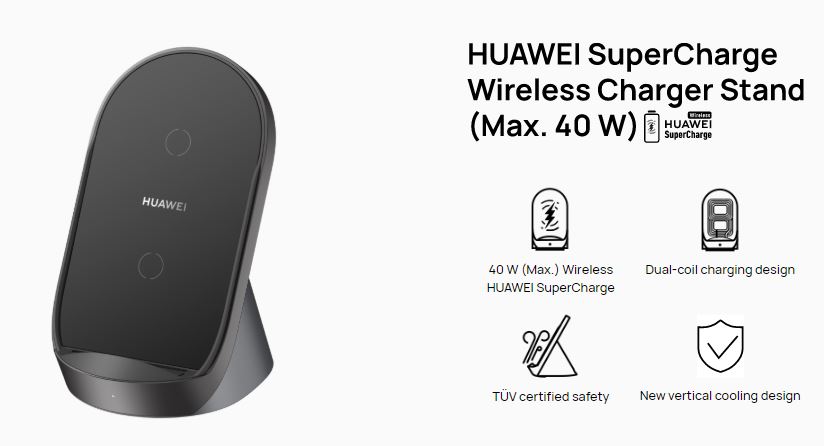 HUAWEI SuperCharge
Wireless Charger Stand
(Max. 40 W)
Wireless
HUAWEI
SuperCharge
HUAWEI
40 W (Max.) Wireless
HUAWEI SuperCharge
Dual-coil charging design
TÜV certified safety
New vertical cooling design